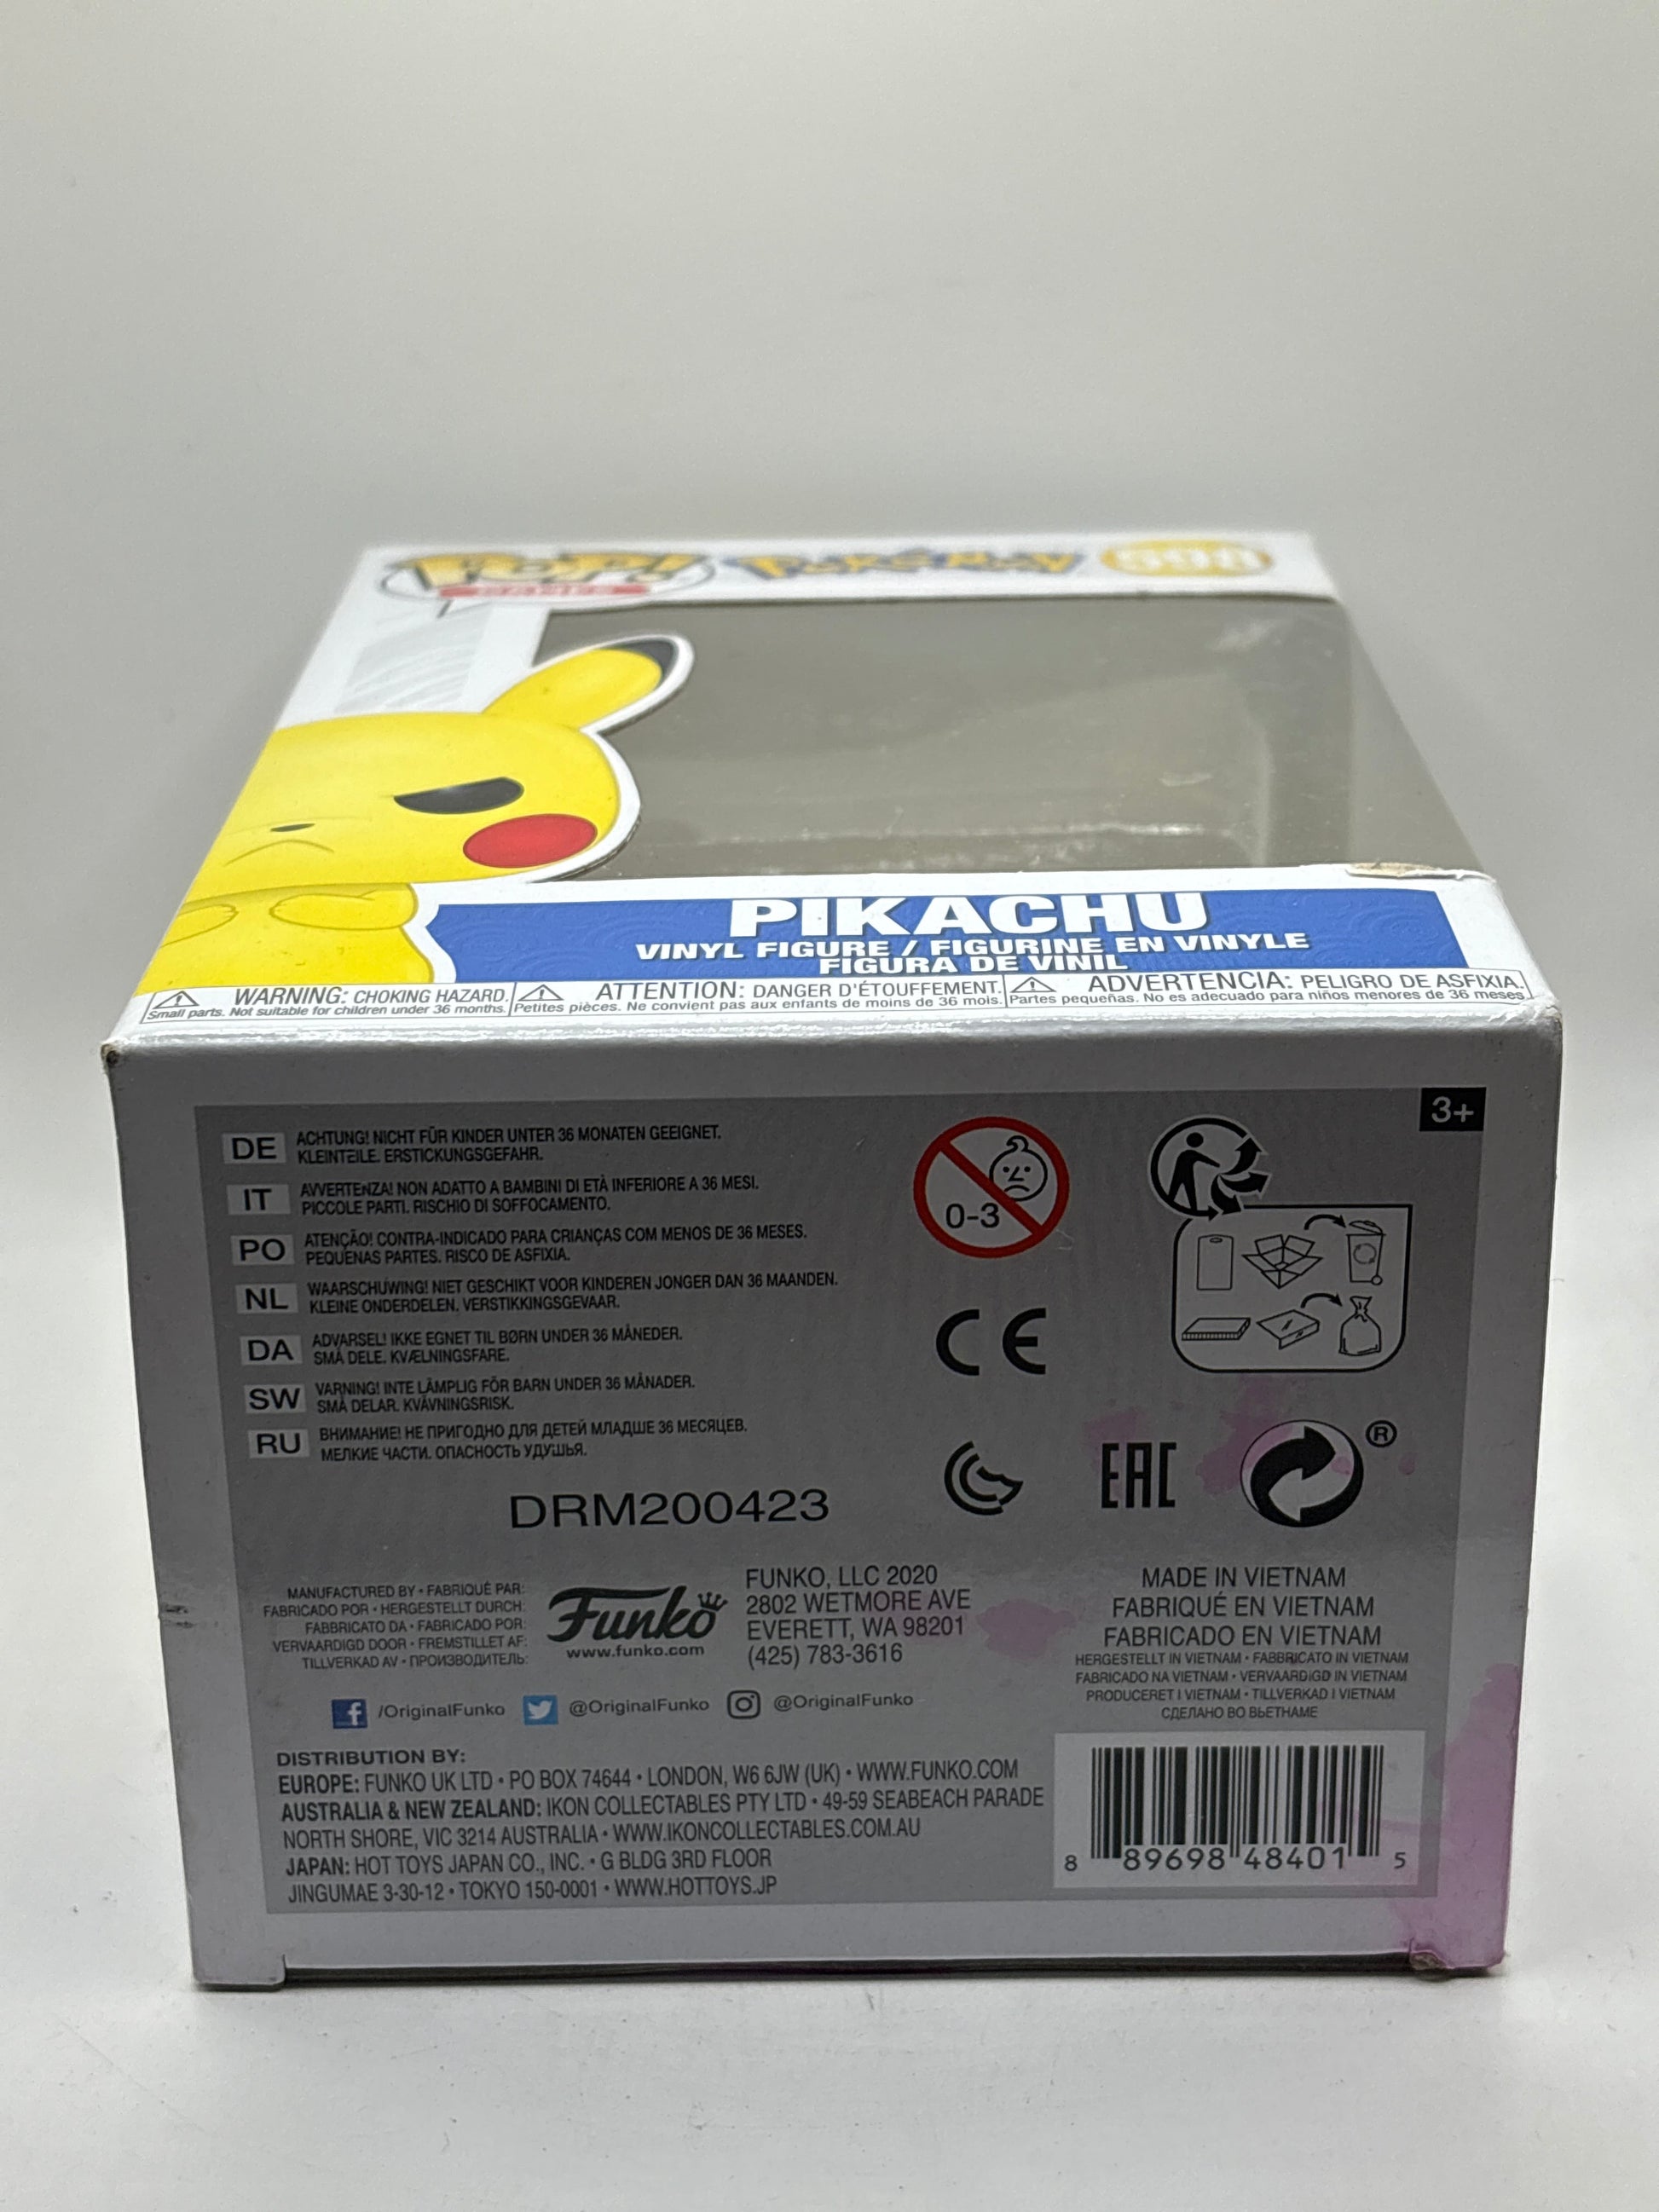 POP!
GAMES
Pokémon
598
PIKACHU
VINYL FIGURE / FIGURINE EN VINYLE
FIGURA DE VINIL
WARNING: CHOKING HAZARD.
Small parts. Not suitable for children under 36 months.
ATTENTION: DANGER D'ÉTOUFFEMENT.
Petites pièces. Ne convient pas aux enfants de moins de 36 mois.
ADVERTENCIA: PELIGRO DE ASFIXIA.
Partes pequeñas. No es adecuado para niños menores de 36 meses.
3+
DE ACHTUNG! NICHT FÜR KINDER UNTER 36 MONATEN GEEIGNET.
KLEINTEILE. ERSTICKUNGSGEFAHR.
IT AVVERTENZA! NON ADATTO A BAMBINI DI ETÀ INFERIORE A 36 MESI.
PICCOLE PARTI. RISCHIO DI SOFFOCAMENTO.
PO ATENÇÃO! CONTRA-INDICADO PARA CRIANÇAS COM MENOS DE 36 MESES.
PEQUENAS PARTES. RISCO DE ASFIXIA.
NL WAARSCHUWING! NIET GESCHIKT VOOR KINDEREN JONGER DAN 36 MAANDEN.
KLEINE ONDERDELEN. VERSTIKKINGSGEVAAR.
DA ADVARSEL! IKKE EGNET TIL BØRN UNDER 36 MÅNEDER.
SMÅ DELE. KVÆLNINGSFARE.
SW VARNING! INTE LÄMPLIG FÖR BARN UNDER 36 MÅNADER.
SMÅ DELAR. KVÄVNINGSRISK.
RU ВНИМАНИЕ! НЕ ПРИГОДНО ДЛЯ ДЕТЕЙ МЛАДШЕ 36 МЕСЯЦЕВ.
МЕЛКИЕ ЧАСТИ. ОПАСНОСТЬ УДУШЬЯ.
0-3
CE
EAC
®
DRM200423
MANUFACTURED BY • FABRIQUÉ PAR:
FABRICADO POR • HERGESTELLT DURCH:
FABBRICATO DA • FABRICADO POR:
VERVAARDIGD DOOR • FREMSTILLET AF:
TILLVERKAD AV • ПРОИЗВОДИТЕЛЬ:
Funko
www.funko.com
FUNKO, LLC 2020
2802 WETMORE AVE
EVERETT, WA 98201
(425) 783-3616
MADE IN VIETNAM
FABRIQUÉ EN VIETNAM
FABRICADO EN VIETNAM
HERGESTELLT IN VIETNAM • FABBRICATO IN VIETNAM
FABRICADO NA VIETNAM • VERVAARDIGD IN VIETNAM
PRODUCERET I VIETNAM • TILLVERKAD I VIETNAM
СДЕЛАНО ВО ВЬЕТНАМЕ
/OriginalFunko @OriginalFunko @OriginalFunko
DISTRIBUTION BY:
EUROPE: FUNKO UK LTD • PO BOX 74644 • LONDON, W6 6JW (UK) • WWW.FUNKO.COM
AUSTRALIA & NEW ZEALAND: IKON COLLECTABLES PTY LTD • 49-59 SEABEACH PARADE
NORTH SHORE, VIC 3214 AUSTRALIA • WWW.IKONCOLLECTABLES.COM.AU
JAPAN: HOT TOYS JAPAN CO., INC. • G BLDG 3RD FLOOR
JINGUMAE 3-30-12 • TOKYO 150-0001 • WWW.HOTTOYS.JP
8 89698 48401 5